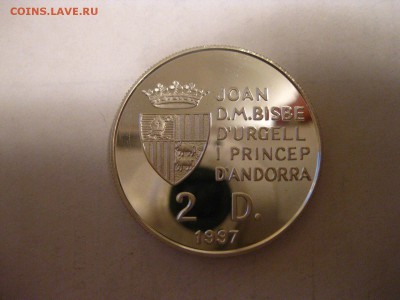 COINS.LAVE.RU
JOAN
D.M.BISBE
D'URGELL
I PRINCEP
D'ANDORRA
2 D.
1997